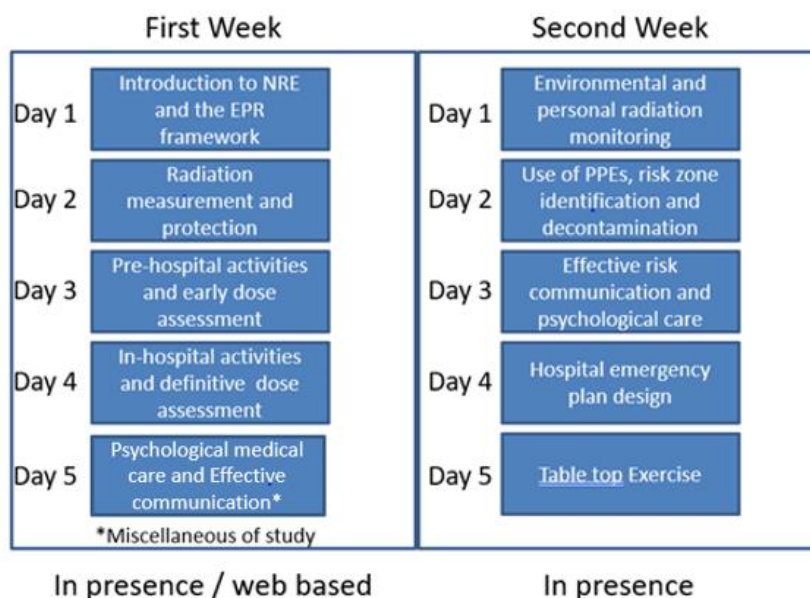 First Week
Day 1
Introduction to NRE
and the EPR
framework
Day 2
Radiation
measurement and
protection
Day 3
Pre-hospital activities
and early dose
assessment
Day 4
In-hospital activities
and definitive dose
assessment
Day 5
Psychological medical
care and Effective
communication*
*Miscellaneous of study
In presence / web based
Second Week
Day 1
Environmental and
personal radiation
monitoring
Day 2
Use of PPEs, risk zone
identification and
decontamination
Day 3
Effective risk
communication and
psychological care
Day 4
Hospital emergency
plan design
Day 5
Table top Exercise
In presence